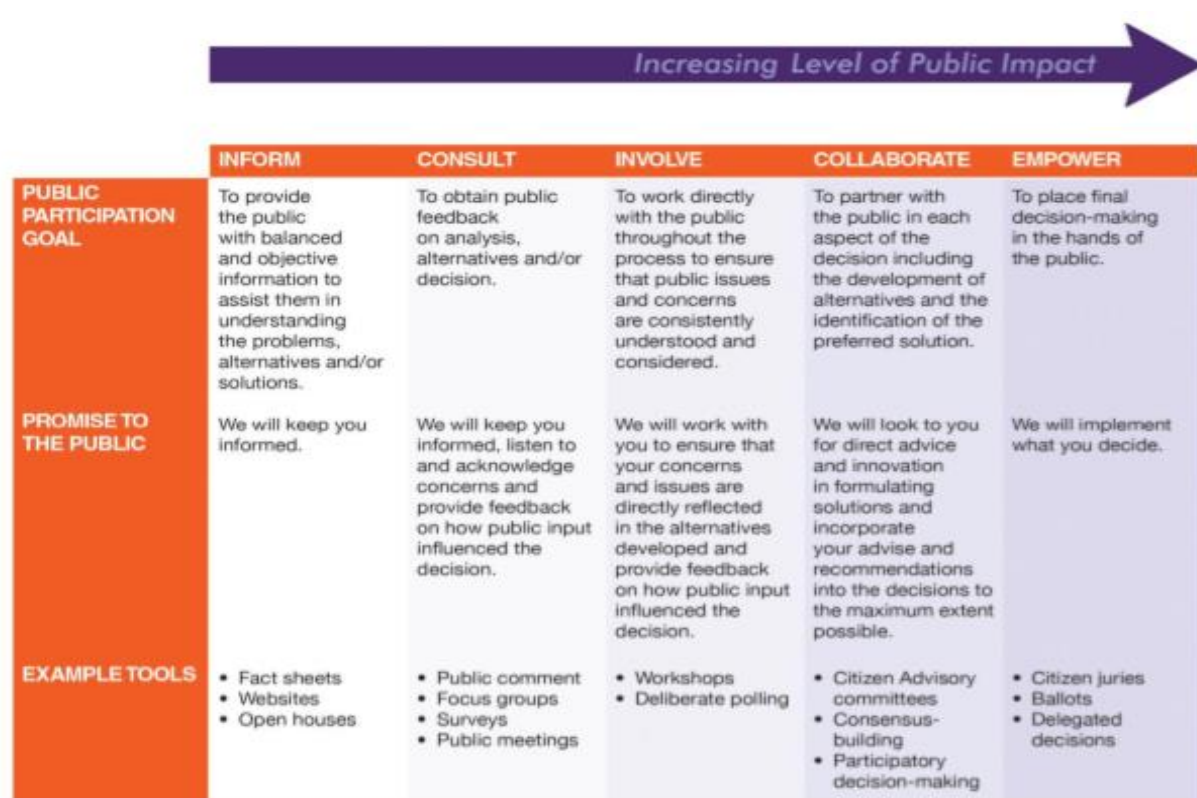 Increasing Level of Public Impact
INFORM
CONSULT
INVOLVE
COLLABORATE
EMPOWER
PUBLIC
PARTICIPATION
GOAL
To provide
the public
with balanced
and objective
information to
assist them in
understanding
the problems,
alternatives and/or
solutions.
To obtain public
feedback
on analysis,
alternatives and/or
decision.
To work directly
with the public
throughout the
process to ensure
that public issues
and concerns
are consistently
understood and
considered.
To partner with
the public in each
aspect of the
decision including
the development of
alternatives and the
identification of the
preferred solution.
To place final
decision-making
in the hands of
the public.
PROMISE TO
THE PUBLIC
We will keep you
informed.
We will keep you
informed, listen to
and acknowledge
concerns and
provide feedback
on how public input
influenced the
decision.
We will work with
you to ensure that
your concerns
and issues are
directly reflected
in the alternatives
developed and
provide feedback
on how public input
influenced the
decision.
We will look to you
for direct advice
and innovation
in formulating
solutions and
incorporate
your advise and
recommendations
into the decisions to
the maximum extent
possible.
We will implement
what you decide.
EXAMPLE TOOLS
• Fact sheets
• Websites
• Open houses
• Public comment
• Focus groups
• Surveys
• Public meetings
• Workshops
• Deliberate polling
• Citizen Advisory
committees
• Consensus-
building
• Participatory
decision-making
• Citizen juries
• Ballots
• Delegated
decisions